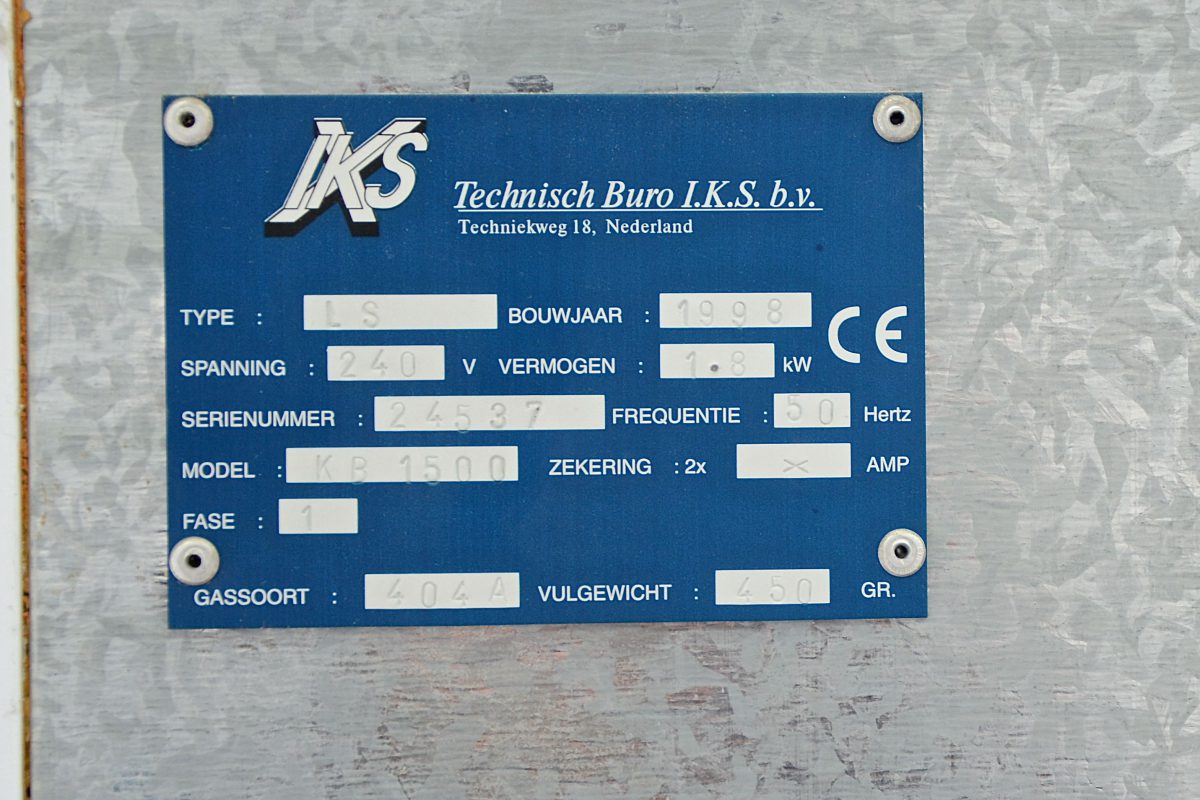 IKS
Technisch Buro I.K.S. b.v.
Techniekweg 18, Nederland
TYPE : LS BOUWJAAR : 1998
CE
SPANNING : 240 V VERMOGEN : 1.8 kW
SERIENUMMER : 24537 FREQUENTIE : 50 Hertz
MODEL : KB 1500 ZEKERING : 2x X AMP
FASE : 1
GASSOORT : 404A VULGEWICHT : 450 GR.